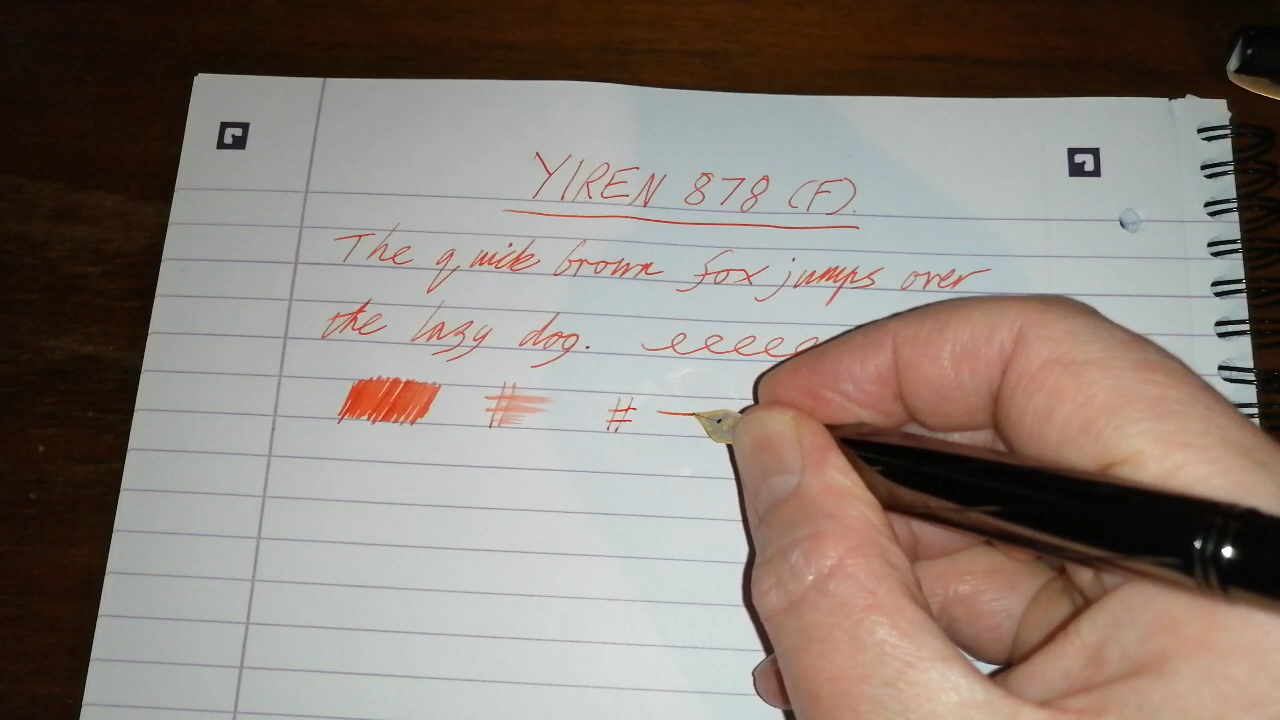 YIREN 878 (F).
The quick brown fox jumps over
the lazy dog. eeeee
#